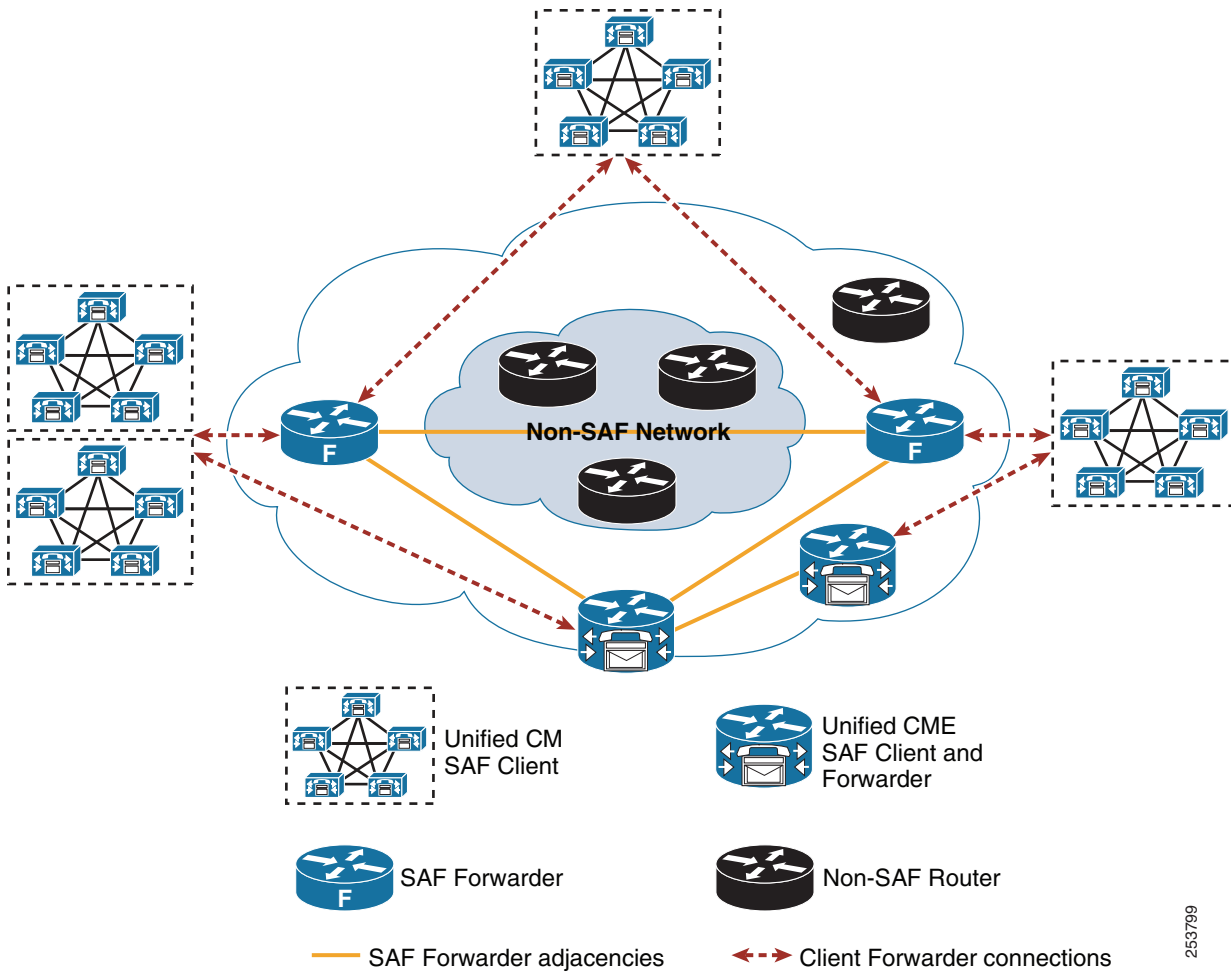 Non-SAF Network
F
F
Unified CM
SAF Client
Unified CME
SAF Client and
Forwarder
F
SAF Forwarder
Non-SAF Router
SAF Forwarder adjacencies
Client Forwarder connections
253799